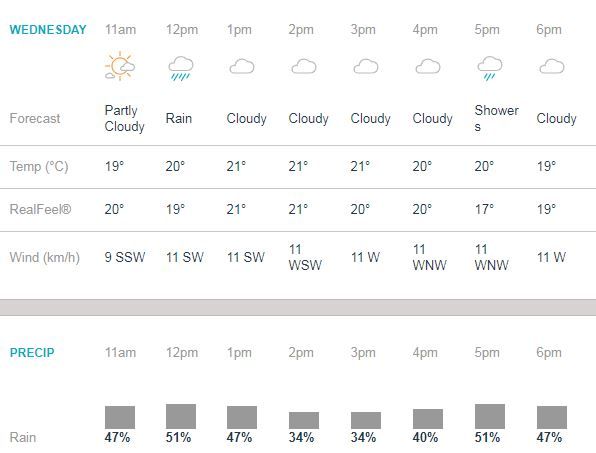 WEDNESDAY 11am 12pm 1pm 2pm 3pm 4pm 5pm 6pm
Forecast Partly Cloudy Rain Cloudy Cloudy Cloudy Cloudy Showers Cloudy
Temp (°C) 19° 20° 21° 21° 21° 20° 20° 19°
RealFeel® 20° 19° 21° 21° 20° 20° 17° 19°
Wind (km/h) 9 SSW 11 SW 11 SW 11 WSW 11 W 11 WNW 11 WNW 11 W
PRECIP 11am 12pm 1pm 2pm 3pm 4pm 5pm 6pm
Rain 47% 51% 47% 34% 34% 40% 51% 47%